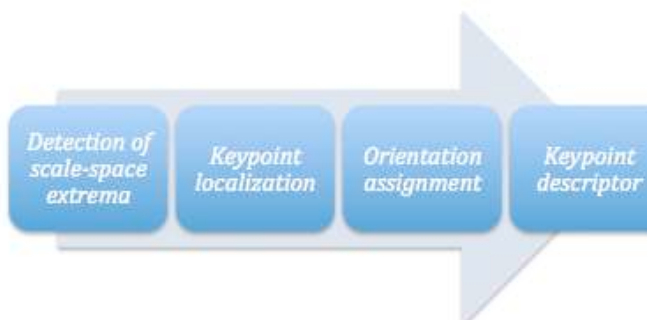 Detection of
scale-space
extrema
Keypoint
localization
Orientation
assignment
Keypoint
descriptor